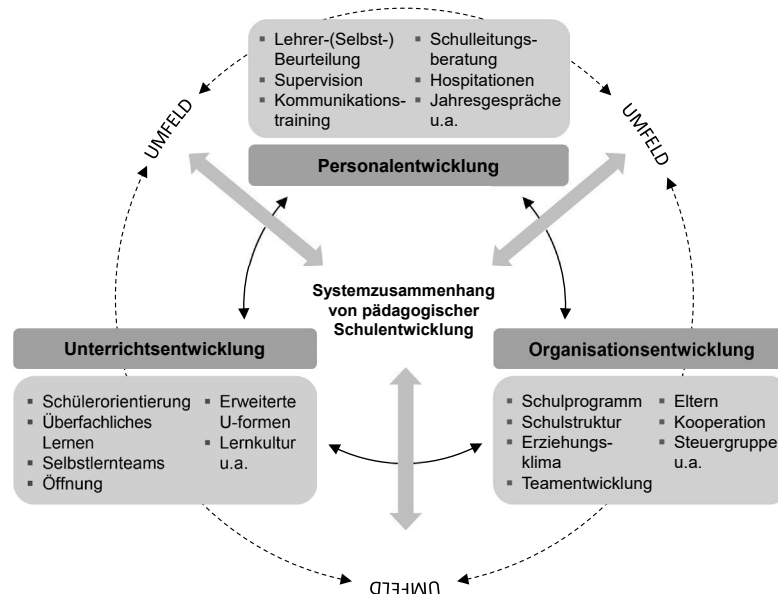 Lehrer-(Selbst-)
Beurteilung
Supervision
Kommunikations-
training
Schulleitungs-
beratung
Hospitationen
Jahresgespräche
u.a.
UMFELD
UMFELD
Personalentwicklung
Systemzusammenhang
von pädagogischer
Schulentwicklung
Unterrichtsentwicklung
Schülerorientierung
Überfachliches
Lernen
Selbstlernteams
Öffnung
Erweiterte
U-formen
Lernkultur
u.a.
Organisationsentwicklung
Schulprogramm
Schulstruktur
Erziehungs-
klima
Teamentwicklung
Eltern
Kooperation
Steuergruppe
u.a.
UMFELD